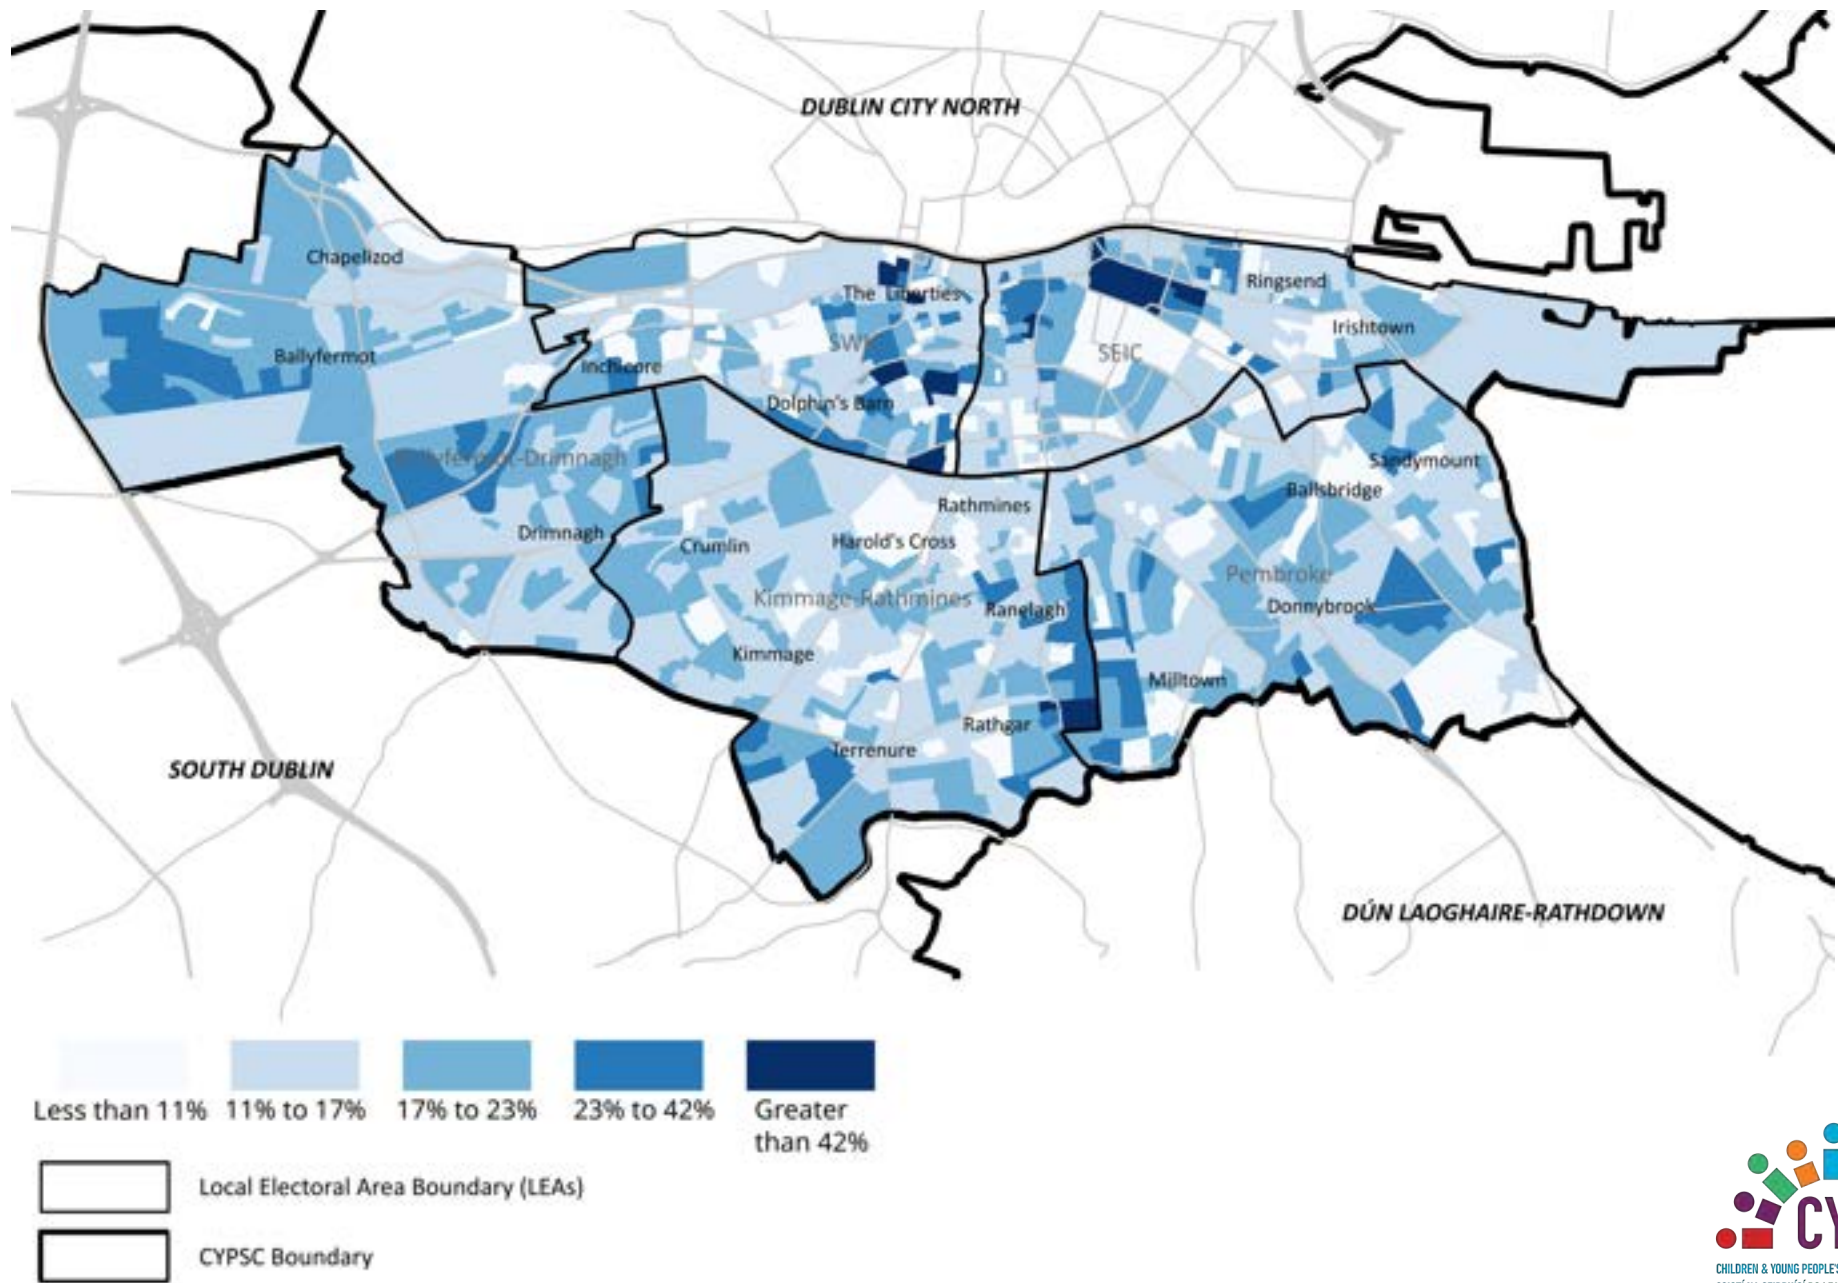 DUBLIN CITY NORTH
Chapelizod
The Liberties
Ringsend
Irishtown
SEIC
Ballyfermot
Inchicore
Dolphin's Barn
Ballyfermot-Drimnagh
Sandymount
Ballsbridge
Rathmines
Drimnagh
Crumlin
Harold's Cross
Pembroke
Kimmage-Rathmines
Ranelagh
Donnybrook
Kimmage
Milltown
Rathgar
Terrenure
SOUTH DUBLIN
DÚN LAOGHAIRE-RATHDOWN
Less than 11%
11% to 17%
17% to 23%
23% to 42%
Greater
than 42%
Local Electoral Area Boundary (LEAs)
CYPSC Boundary
CY
CHILDREN & YOUNG PEOPLE'S